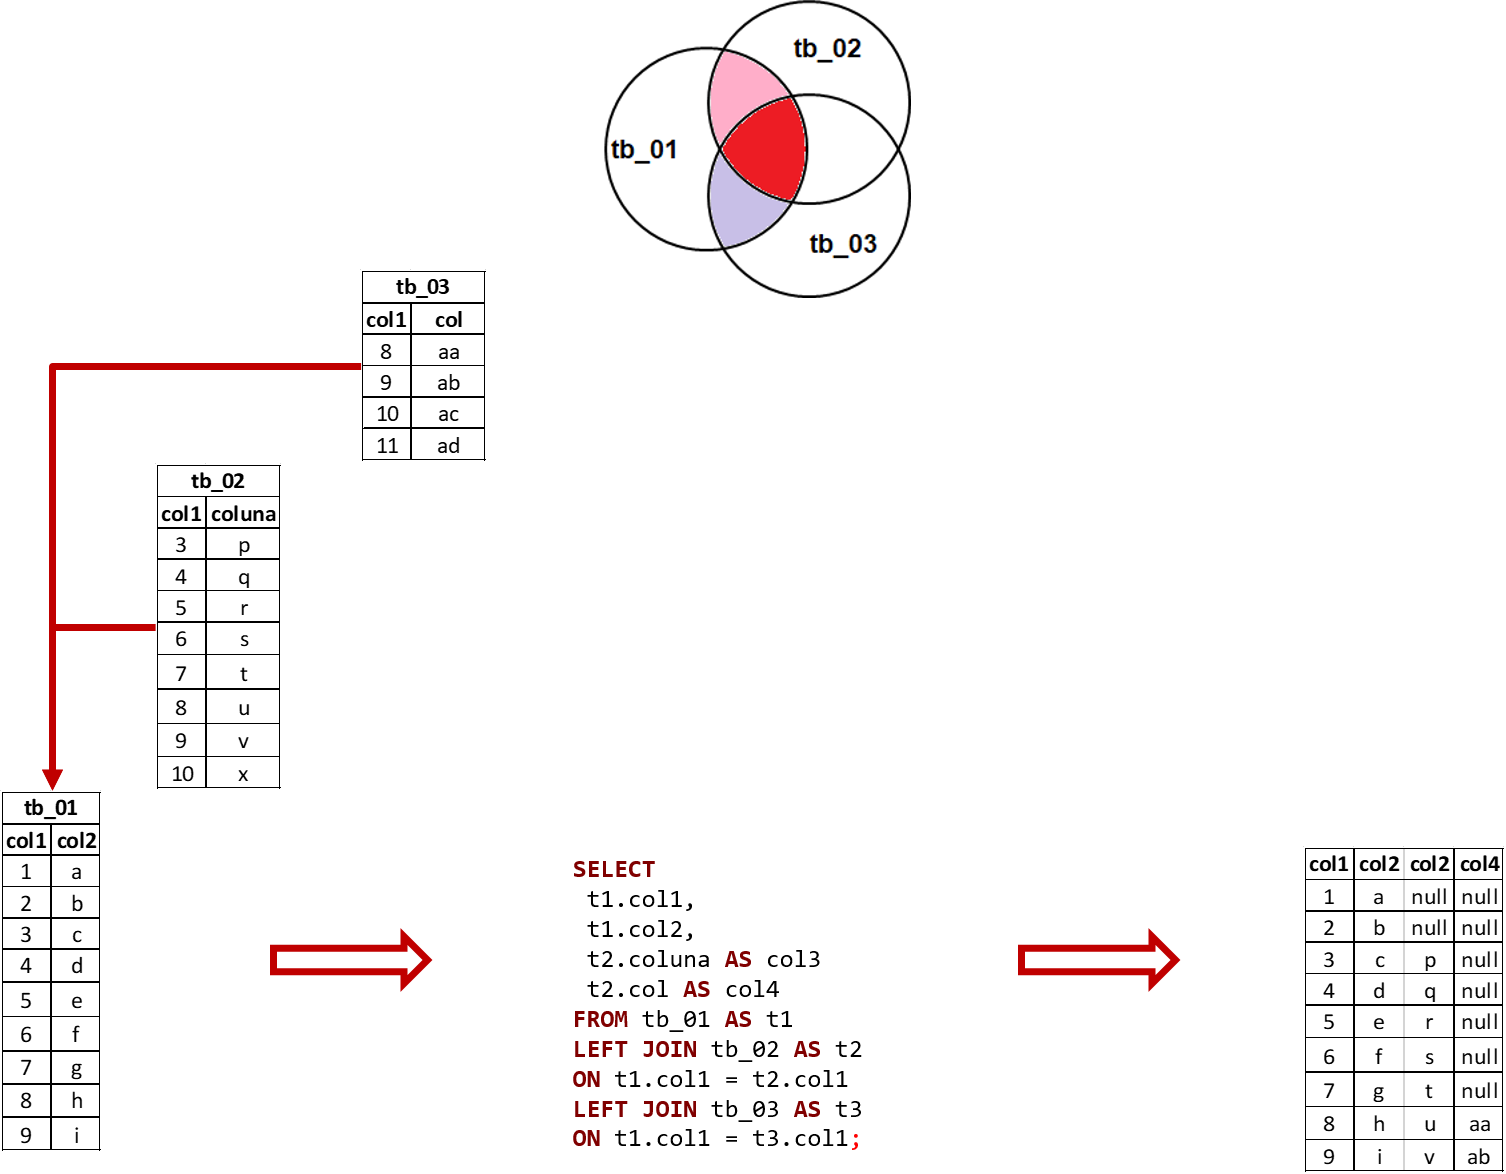 tb_02
tb_01
tb_03
tb_03
col1 col
8 aa
9 ab
10 ac
11 ad
tb_02
col1 coluna
3 p
4 q
5 r
6 s
7 t
8 u
9 v
10 x
tb_01
col1 col2
1 a
2 b
3 c
4 d
5 e
6 f
7 g
8 h
9 i
SELECT
t1.col1,
t1.col2,
t2.coluna AS col3
t2.col AS col4
FROM tb_01 AS t1
LEFT JOIN tb_02 AS t2
ON t1.col1 = t2.col1
LEFT JOIN tb_03 AS t3
ON t1.col1 = t3.col1;
col1 col2 col2 col4
1 a null null
2 b null null
3 c p null
4 d q null
5 e r null
6 f s null
7 g t null
8 h u aa
9 i v ab